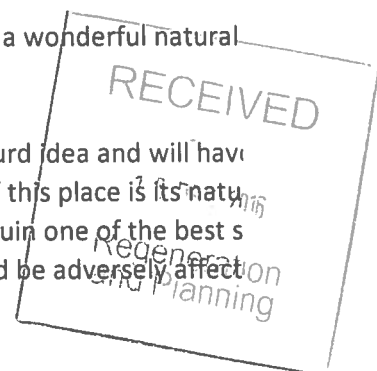 a wonderful natural
RECEIVED
urd idea and will have
this place is its natu
uin one of the best s
Regeneration
d be adversely affect
and Planning